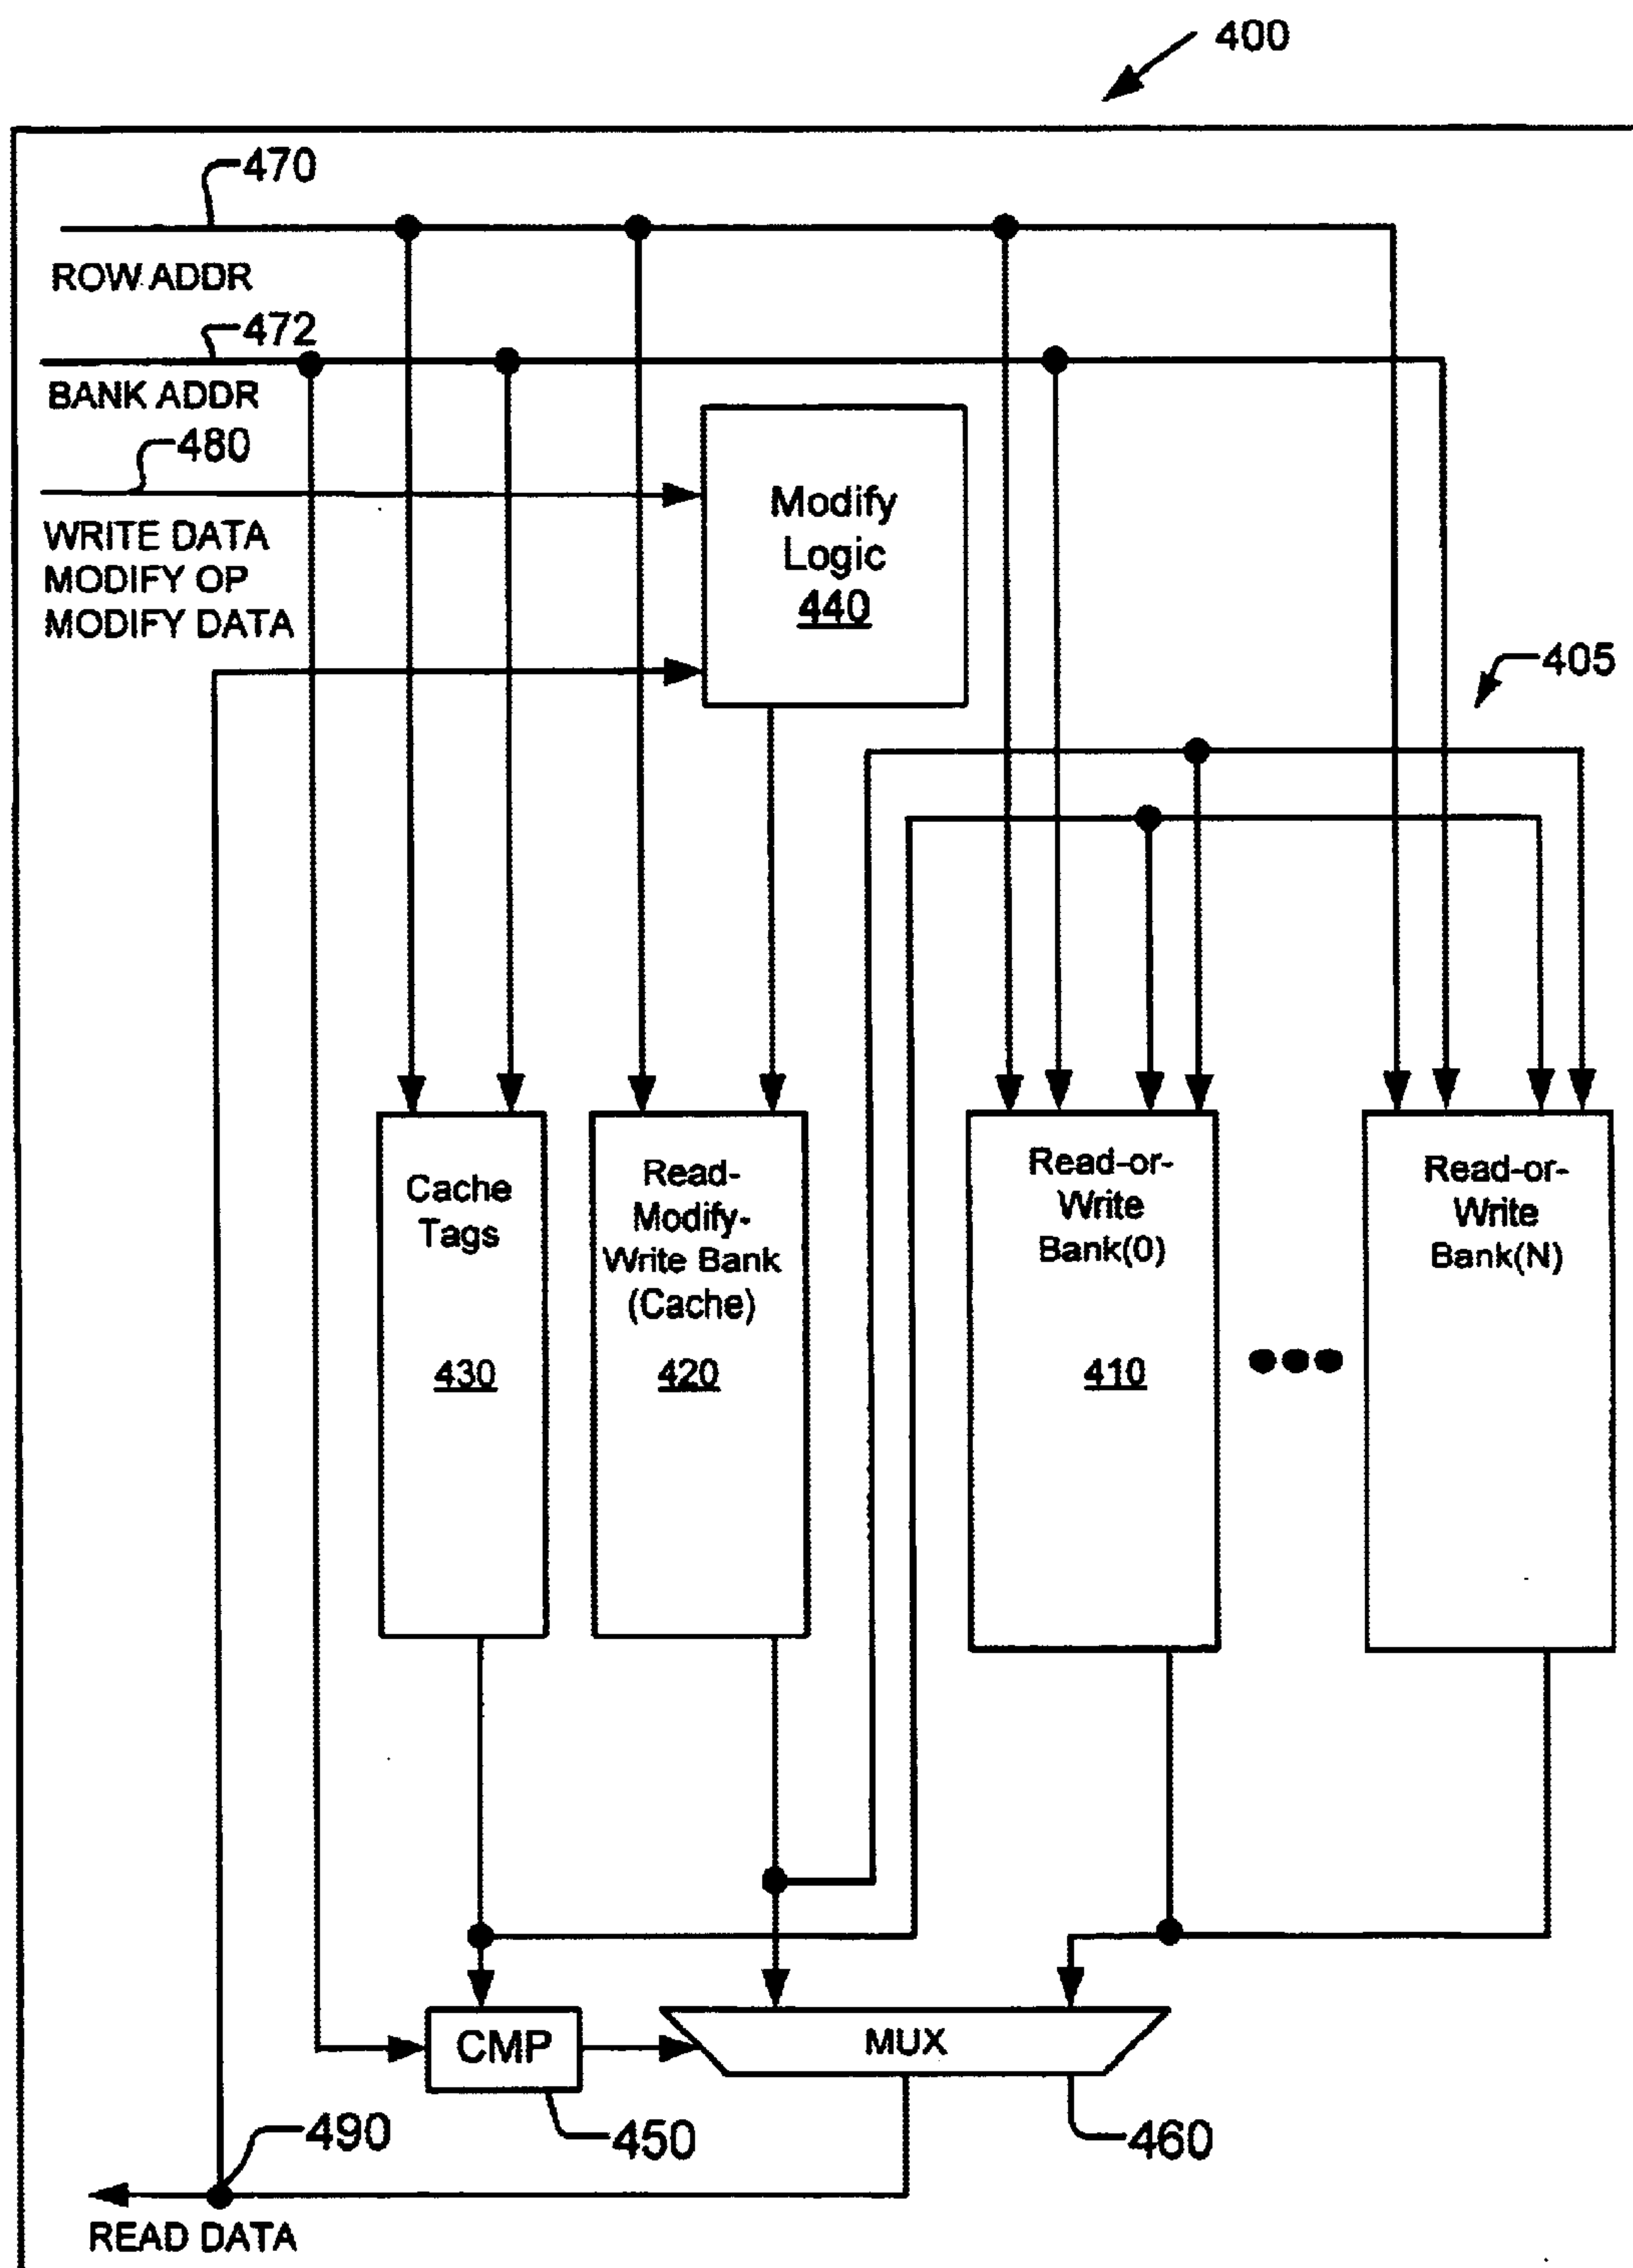 400
470
ROW ADDR
472
BANK ADDR
480
WRITE DATA
MODIFY OP
MODIFY DATA
Modify
Logic
440
405
Cache
Tags
430
Read-
Modify-
Write Bank
(Cache)
420
Read-or-
Write
Bank(0)
410
Read-or-
Write
Bank(N)
CMP
MUX
490
450
460
READ DATA